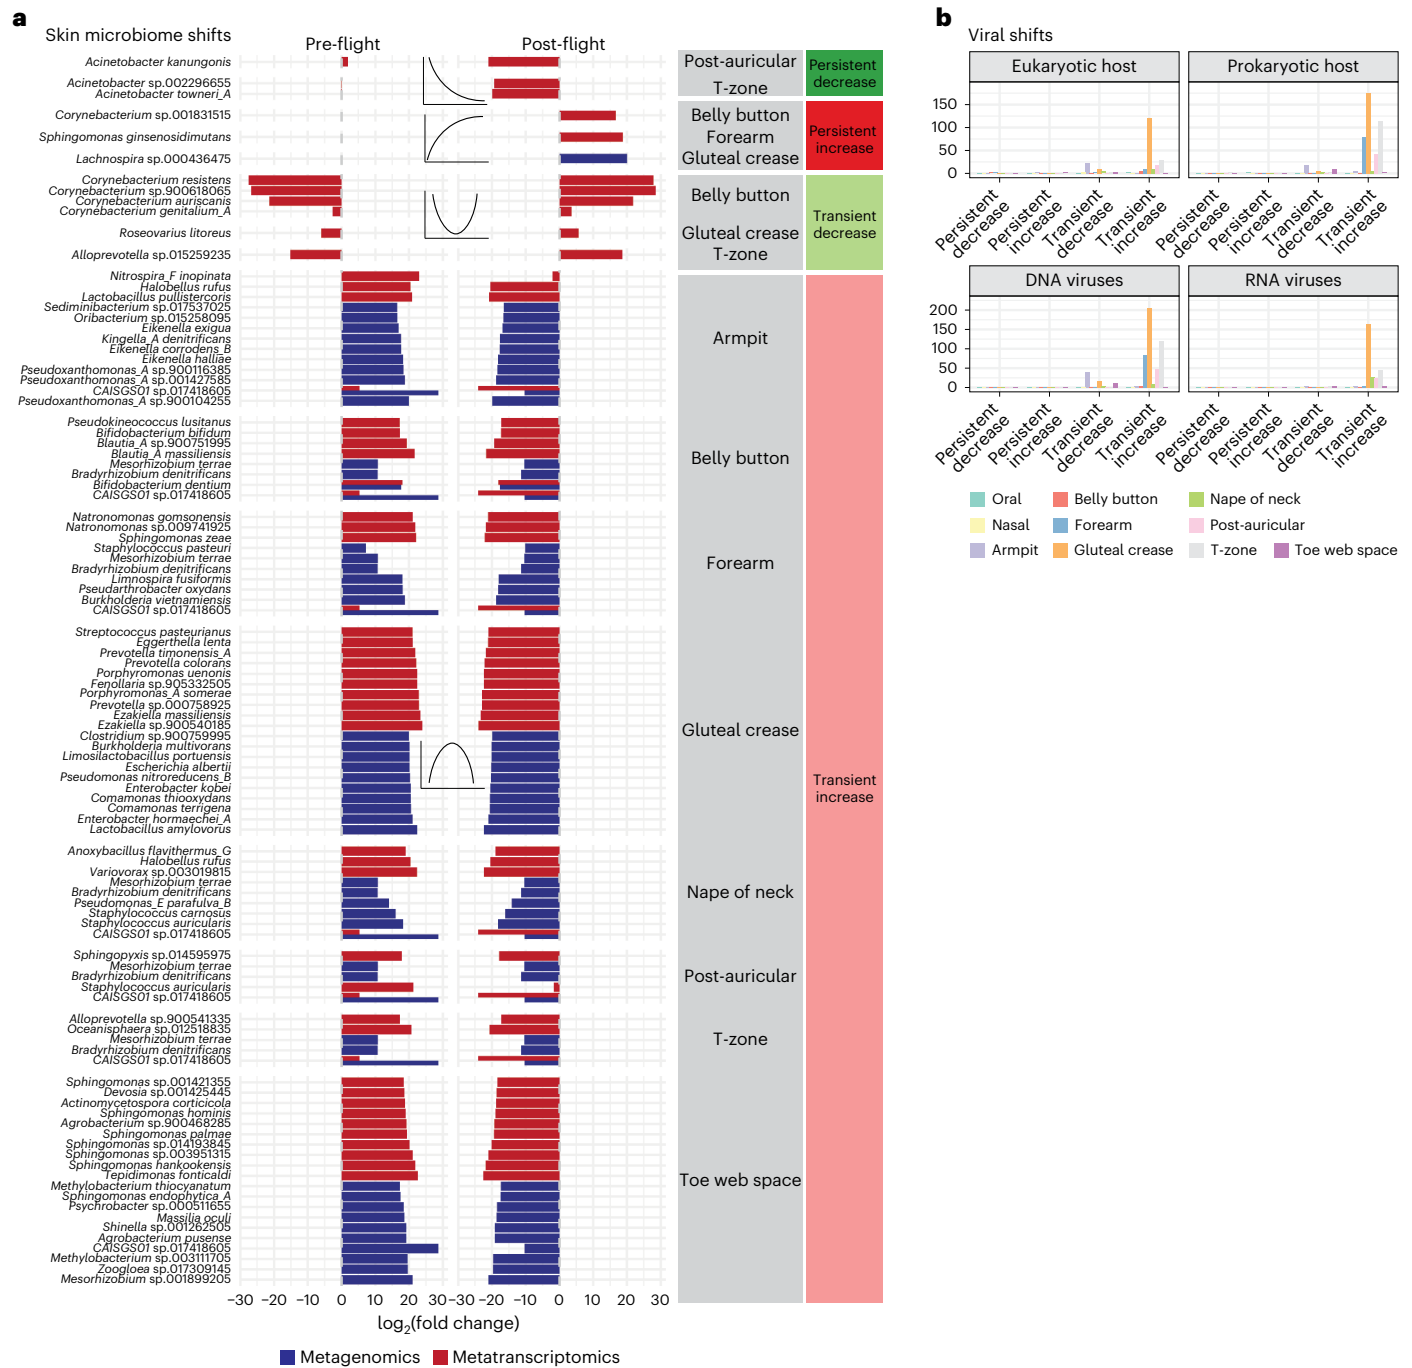 a
Skin microbiome shifts
Pre-flight
Post-flight
Acinetobacter kanungonis
Acinetobacter sp.002296655
Acinetobacter towneri_A
Post-auricular
T-zone
Persistent
decrease
Corynebacterium sp.001831515
Sphingomonas ginsenosidimutans
Lachnospira sp.000436475
Belly button
Forearm
Gluteal crease
Persistent
increase
Corynebacterium resistens
Corynebacterium sp.900618065
Corynebacterium auriscanis
Corynebacterium genitalium_A
Roseovarius litoreus
Alloprevotella sp.015259235
Belly button
Gluteal crease
T-zone
Transient
decrease
Nitrospira_F inopinata
Halobellus rufus
Lactobacillus pullistercoris
Sediminibacterium sp.017537025
Oribacterium sp.015258095
Eikenella exigua
Kingella_A denitrificans
Eikenella corrodens_B
Eikenella halliae
Pseudoxanthomonas_A sp.900116385
Pseudoxanthomonas_A sp.001427585
CAISGS01 sp.017418605
Pseudoxanthomonas_A sp.900104255
Armpit
Pseudokineococcus lusitanus
Bifidobacterium bifidum
Blautia_A sp.900751995
Blautia_A massiliensis
Mesorhizobium terrae
Bradyrhizobium denitrificans
Bifidobacterium dentium
CAISGS01 sp.017418605
Belly button
Natronomonas gomsonensis
Natronomonas sp.009741925
Sphingomonas zeae
Staphylococcus pasteuri
Mesorhizobium terrae
Bradyrhizobium denitrificans
Limnospira fusiformis
Pseudarthrobacter oxydans
Burkholderia vietnamiensis
CAISGS01 sp.017418605
Forearm
Streptococcus pasteurianus
Eggerthella lenta
Prevotella timonensis_A
Prevotella colorans
Porphyromonas uenonis
Fenollaria sp.905332505
Porphyromonas_A somerae
Prevotella sp.000758925
Ezakiella massiliensis
Ezakiella sp.900540185
Clostridium sp.900759995
Burkholderia multivorans
Limosilactobacillus portuensis
Escherichia albertii
Pseudomonas nitroreducens_B
Enterobacter kobei
Comamonas thiooxydans
Comamonas terrigena
Enterobacter hormaechei_A
Lactobacillus amylovorus
Gluteal crease
Transient
increase
Anoxybacillus flavithermus_G
Halobellus rufus
Variovorax sp.003019815
Mesorhizobium terrae
Bradyrhizobium denitrificans
Pseudomonas_E parafulva_B
Staphylococcus carnosus
Staphylococcus auricularis
CAISGS01 sp.017418605
Nape of neck
Sphingopyxis sp.014595975
Mesorhizobium terrae
Bradyrhizobium denitrificans
Staphylococcus auricularis
CAISGS01 sp.017418605
Post-auricular
Alloprevotella sp.900541335
Oceanisphaera sp.012518835
Mesorhizobium terrae
Bradyrhizobium denitrificans
CAISGS01 sp.017418605
T-zone
Sphingomonas sp.001421355
Devosia sp.001425445
Actinomycetospora corticicola
Sphingomonas hominis
Agrobacterium sp.900468285
Sphingomonas palmae
Sphingomonas sp.014193845
Sphingomonas sp.003951315
Sphingomonas hankookensis
Tepidimonas fonticaldi
Methylobacterium thiocyanatum
Sphingomonas endophytica_A
Psychrobacter sp.000511655
Massilia oculi
Shinella sp.001262505
Agrobacterium pusense
CAISGS01 sp.017418605
Methylobacterium sp.003111705
Zoogloea sp.017309145
Mesorhizobium sp.001899205
Toe web space
−30 −20 −10 0 10 20 30 −30 −20 −10 0 10 20 30
log2(fold change)
Metagenomics Metatranscriptomics
b
Viral shifts
Eukaryotic host Prokaryotic host
150
100
50
0
Persistent
decrease
Persistent
increase
Transient
decrease
Transient
increase
Persistent
decrease
Persistent
increase
Transient
decrease
Transient
increase
DNA viruses RNA viruses
200
150
100
50
0
Persistent
decrease
Persistent
increase
Transient
decrease
Transient
increase
Persistent
decrease
Persistent
increase
Transient
decrease
Transient
increase
Oral Belly button Nape of neck
Nasal Forearm Post-auricular
Armpit Gluteal crease T-zone Toe web space